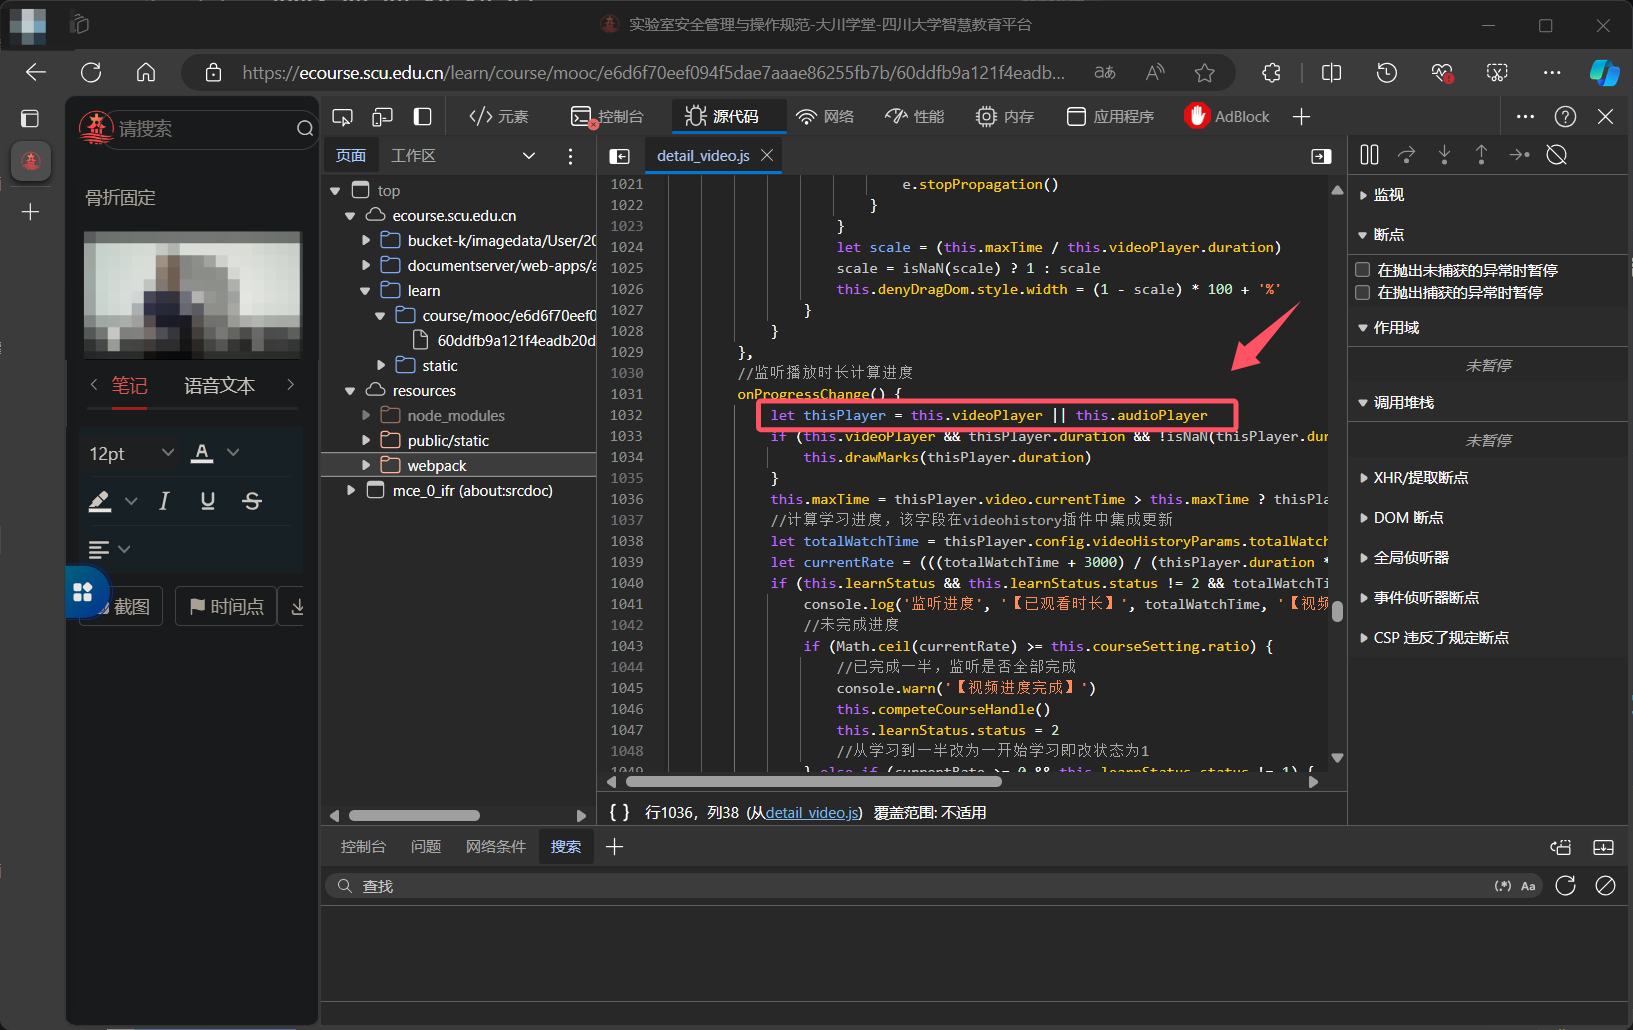 实验室安全管理与操作规范-大川学堂-四川大学智慧教育平台
https://ecourse.scu.edu.cn/learn/course/mooc/e6d6f70eef094f5dae7aaae86255fb7b/60ddfb9a121f4eadb...
请搜索
骨折固定
笔记 语音文本
12pt
A
I U S
截图 时间点
元素 控制台 源代码 网络 性能 内存 应用程序 AdBlock
页面 工作区
top
ecourse.scu.edu.cn
bucket-k/imagedata/User/20
documentserver/web-apps/a
learn
course/mooc/e6d6f70eef0
60ddfb9a121f4eadb20d
static
resources
node_modules
public/static
webpack
mce_0_ifr (about:srcdoc)
detail_video.js
1021 e.stopPropagation()
1022 }
1023 }
1024 let scale = (this.maxTime / this.videoPlayer.duration)
1025 scale = isNaN(scale) ? 1 : scale
1026 this.denyDragDom.style.width = (1 - scale) * 100 + '%'
1027 }
1028 }
1029 },
1030 //监听播放时长计算进度
1031 onProgressChange() {
1032 let thisPlayer = this.videoPlayer || this.audioPlayer
1033 if (this.videoPlayer && thisPlayer.duration && !isNaN(thisPlayer.dur
1034 this.drawMarks(thisPlayer.duration)
1035 }
1036 this.maxTime = thisPlayer.video.currentTime > this.maxTime ? thisPl
1037 //计算学习进度，该字段在videohistory插件中集成更新
1038 let totalWatchTime = thisPlayer.config.videoHistoryParams.totalWatch
1039 let currentRate = (((totalWatchTime + 3000) / (thisPlayer.duration *
1040 if (this.learnStatus && this.learnStatus.status != 2 && totalWatchTi
1041 console.log('监听进度', '【已观看时长】', totalWatchTime, '【视频
1042 //未完成进度
1043 if (Math.ceil(currentRate) >= this.courseSetting.ratio) {
1044 //已完成一半，监听是否全部完成
1045 console.warn('【视频进度完成】')
1046 this.competeCourseHandle()
1047 this.learnStatus.status = 2
1048 //从学习到一半改为一开始学习即改状态为1
1049 } else if (currentRate >= 0 && this.learnStatus.status != 1) {
{ } 行1036，列38 (从detail_video.js) 覆盖范围: 不适用
监视
断点
在抛出未捕获的异常时暂停
在抛出捕获的异常时暂停
作用域
未暂停
调用堆栈
未暂停
XHR/提取断点
DOM 断点
全局侦听器
事件侦听器断点
CSP 违反了规定断点
控制台 问题 网络条件 搜索
查找
(.*) Aa